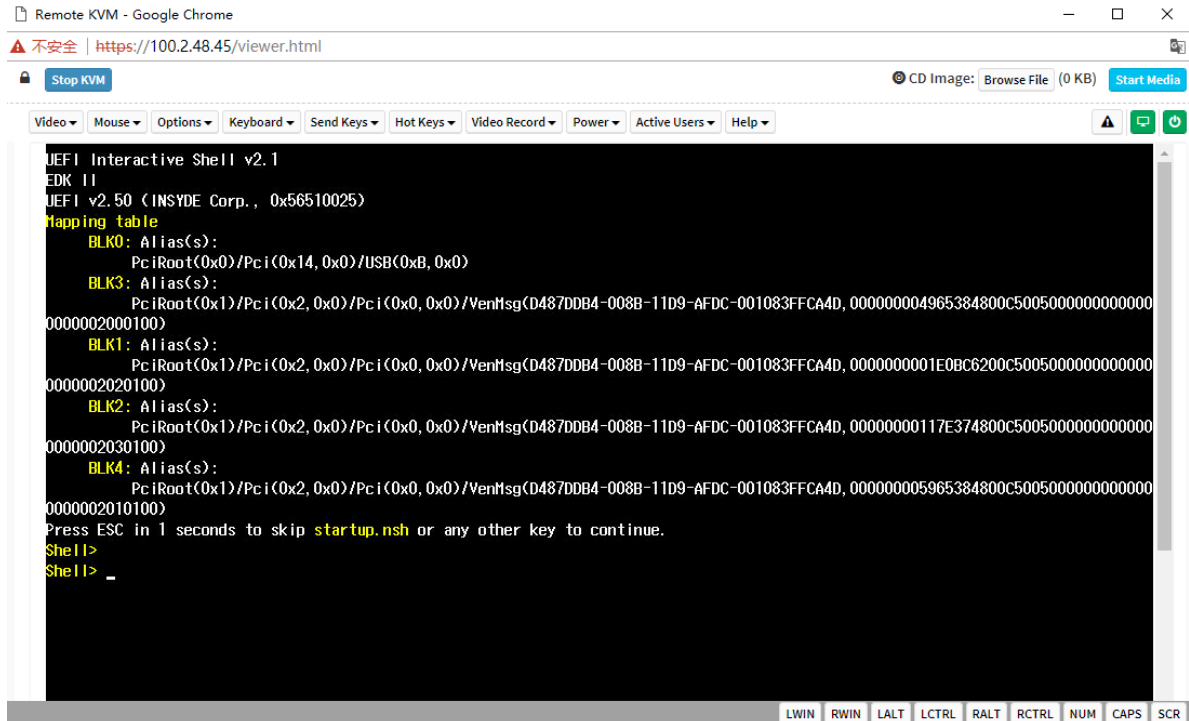 Remote KVM - Google Chrome
不安全 | https://100.2.48.45/viewer.html
Stop KVM CD Image: Browse File (0 KB) Start Media
Video Mouse Options Keyboard Send Keys Hot Keys Video Record Power Active Users Help
UEFI Interactive Shell v2.1
EDK II
UEFI v2.50 (INSYDE Corp., 0x56510025)
Mapping table
BLK0: Alias(s):
PciRoot(0x0)/Pci(0x14,0x0)/USB(0xB,0x0)
BLK3: Alias(s):
PciRoot(0x1)/Pci(0x2,0x0)/Pci(0x0,0x0)/VenMsg(D487DDB4-008B-11D9-AFDC-001083FFCA4D,000000004965384800C5005000000000000
0000002000100)
BLK1: Alias(s):
PciRoot(0x1)/Pci(0x2,0x0)/Pci(0x0,0x0)/VenMsg(D487DDB4-008B-11D9-AFDC-001083FFCA4D,0000000001E0BC6200C5005000000000000
0000002020100)
BLK2: Alias(s):
PciRoot(0x1)/Pci(0x2,0x0)/Pci(0x0,0x0)/VenMsg(D487DDB4-008B-11D9-AFDC-001083FFCA4D,00000000117E374800C5005000000000000
0000002030100)
BLK4: Alias(s):
PciRoot(0x1)/Pci(0x2,0x0)/Pci(0x0,0x0)/VenMsg(D487DDB4-008B-11D9-AFDC-001083FFCA4D,000000005965384800C5005000000000000
0000002010100)
Press ESC in 1 seconds to skip startup.nsh or any other key to continue.
Shell>
Shell> _
LWIN RWIN LALT LCTRL RALT RCTRL NUM CAPS SCR